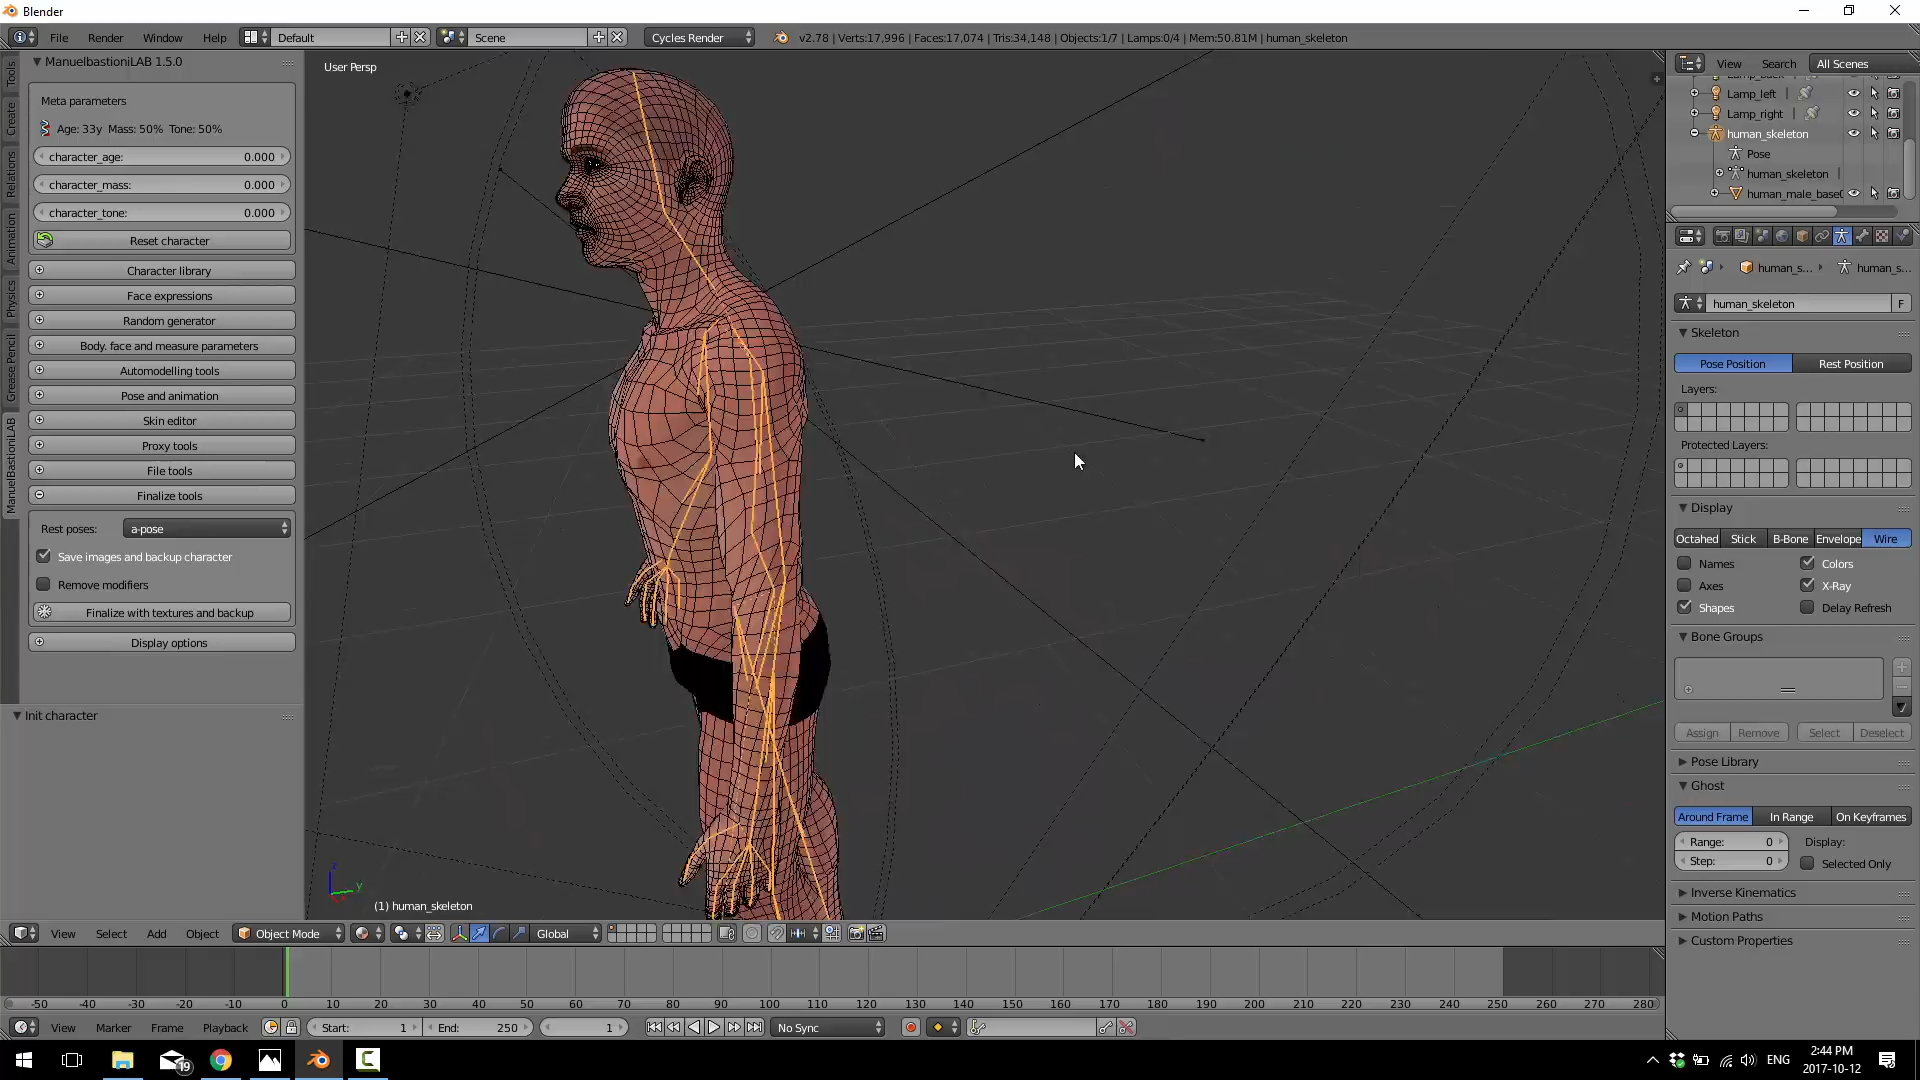 Blender
File Render Window Help Default Scene Cycles Render v2.78 | Verts:17,996 | Faces:17,074 | Tris:34,148 | Objects:1/7 | Lamps:0/4 | Mem:50.81M | human_skeleton
ManuelbastioniLAB 1.5.0
Meta parameters
Age: 33y Mass: 50% Tone: 50%
character_age: 0.000
character_mass: 0.000
character_tone: 0.000
Reset character
Character library
Face expressions
Random generator
Body. face and measure parameters
Automodelling tools
Pose and animation
Skin editor
Proxy tools
File tools
Finalize tools
Rest poses: a-pose
Save images and backup character
Remove modifiers
Finalize with textures and backup
Display options
Init character
Tools
Create
Relations
Animation
Physics
Grease Pencil
ManuelBastioniLAB
User Persp
y
(1) human_skeleton
View Search All Scenes
Lamp_back
Lamp_left
Lamp_right
human_skeleton
Pose
human_skeleton
human_male_base
human_s... human_s...
human_skeleton F
Skeleton
Pose Position Rest Position
Layers:
Protected Layers:
Display
Octahed Stick B-Bone Envelope Wire
Names Colors
Axes X-Ray
Shapes Delay Refresh
Bone Groups
Assign Remove Select Deselect
Pose Library
Ghost
Around Frame In Range On Keyframes
Range: 0 Display:
Step: 0 Selected Only
Inverse Kinematics
Motion Paths
Custom Properties
View Select Add Object Object Mode Global
-50 -40 -30 -20 -10 0 10 20 30 40 50 60 70 80 90 100 110 120 130 140 150 160 170 180 190 200 210 220 230 240 250 260 270 280
View Marker Frame Playback Start: 1 End: 250 1 No Sync
19
ENG
2:44 PM
2017-10-12